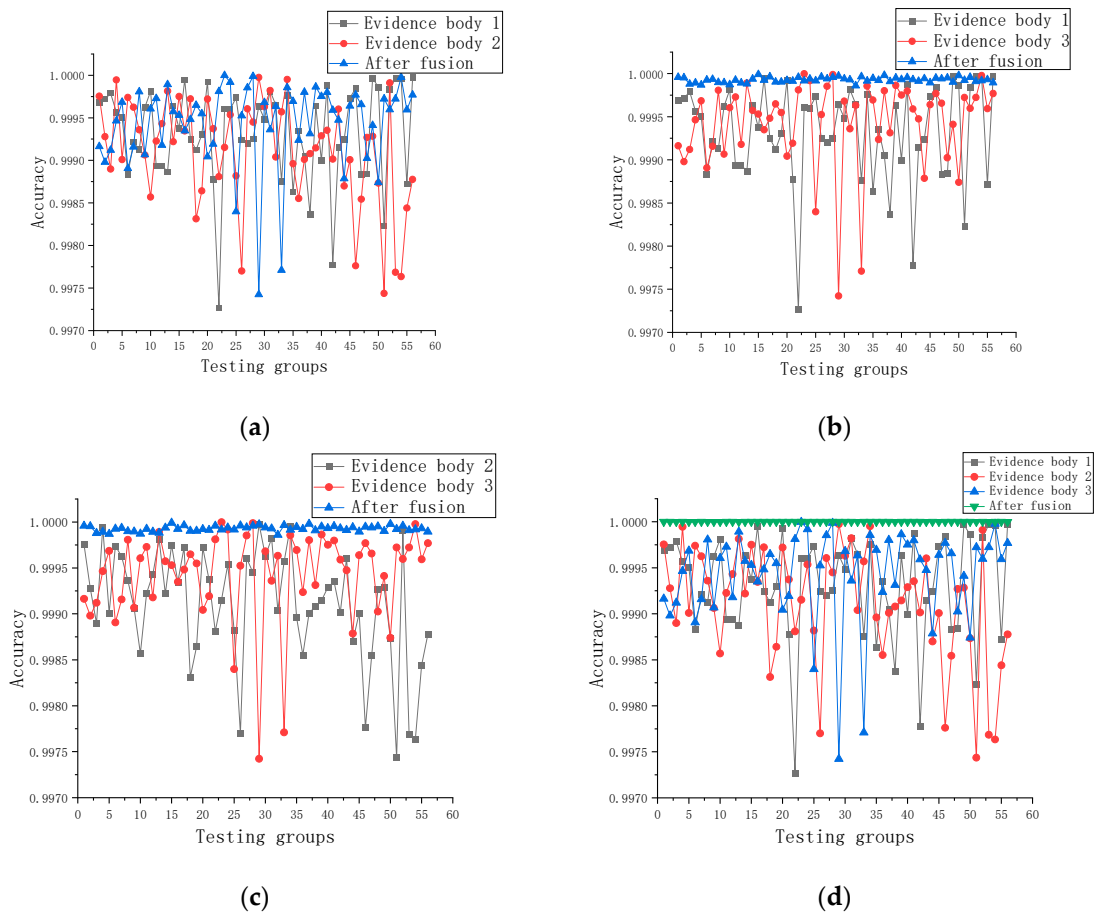 Evidence body 1
Evidence body 2
After fusion
1.0000
0.9995
0.9990
0.9985
0.9980
0.9975
0.9970
Accuracy
0 5 10 15 20 25 30 35 40 45 50 55 60
Testing groups
(a)
Evidence body 1
Evidence body 3
After fusion
1.0000
0.9995
0.9990
0.9985
0.9980
0.9975
0.9970
Accuracy
0 5 10 15 20 25 30 35 40 45 50 55 60
Testing groups
(b)
Evidence body 2
Evidence body 3
After fusion
1.0000
0.9995
0.9990
0.9985
0.9980
0.9975
0.9970
Accuracy
0 5 10 15 20 25 30 35 40 45 50 55 60
Testing groups
(c)
Evidence body 1
Evidence body 2
Evidence body 3
After fusion
1.0000
0.9995
0.9990
0.9985
0.9980
0.9975
0.9970
Accuracy
0 5 10 15 20 25 30 35 40 45 50 55 60
Testing groups
(d)